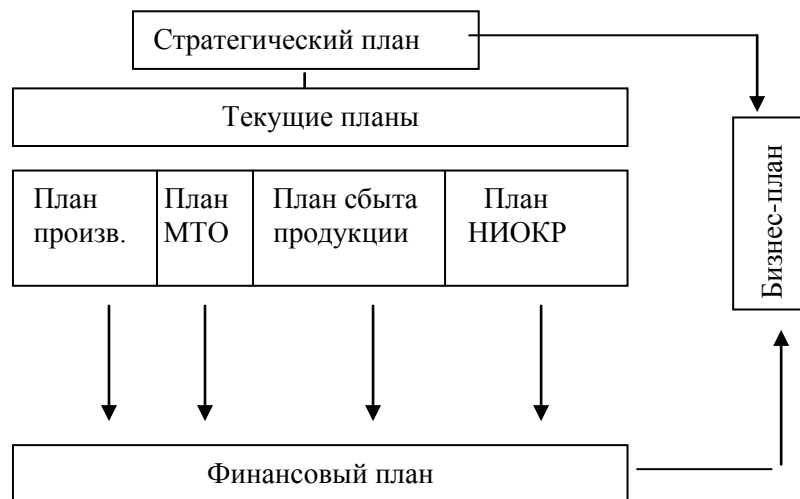 Стратегический план
Текущие планы
План
произв.
План
МТО
План сбыта
продукции
План
НИОКР
Бизнес-план
Финансовый план